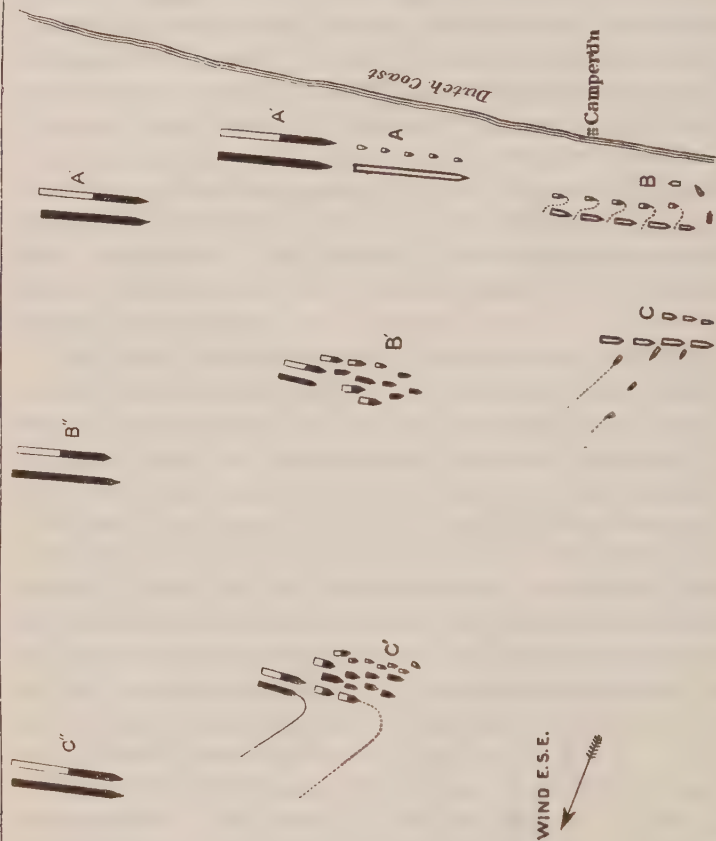 Dutch Coast
Camperd'n
A'
A
A'
B
B'
B"
C
C'
C"
WIND E.S.E.